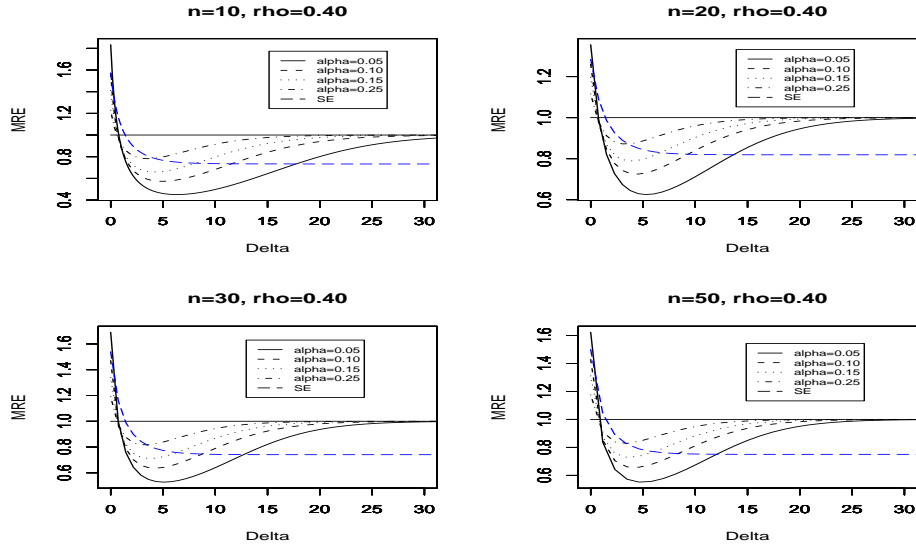 n=10, rho=0.40
MRE
0.4 0.6 0.8 1.0 1.2 1.6
alpha=0.05
alpha=0.10
alpha=0.15
alpha=0.25
SE
0 5 10 15 20 25 30
Delta
n=20, rho=0.40
MRE
0.6 0.8 1.0 1.2
alpha=0.05
alpha=0.10
alpha=0.15
alpha=0.25
SE
0 5 10 15 20 25 30
Delta
n=30, rho=0.40
MRE
0.6 0.8 1.0 1.2 1.4 1.6
alpha=0.05
alpha=0.10
alpha=0.15
alpha=0.25
SE
0 5 10 15 20 25 30
Delta
n=50, rho=0.40
MRE
0.6 0.8 1.0 1.2 1.4 1.6
alpha=0.05
alpha=0.10
alpha=0.15
alpha=0.25
SE
0 5 10 15 20 25 30
Delta